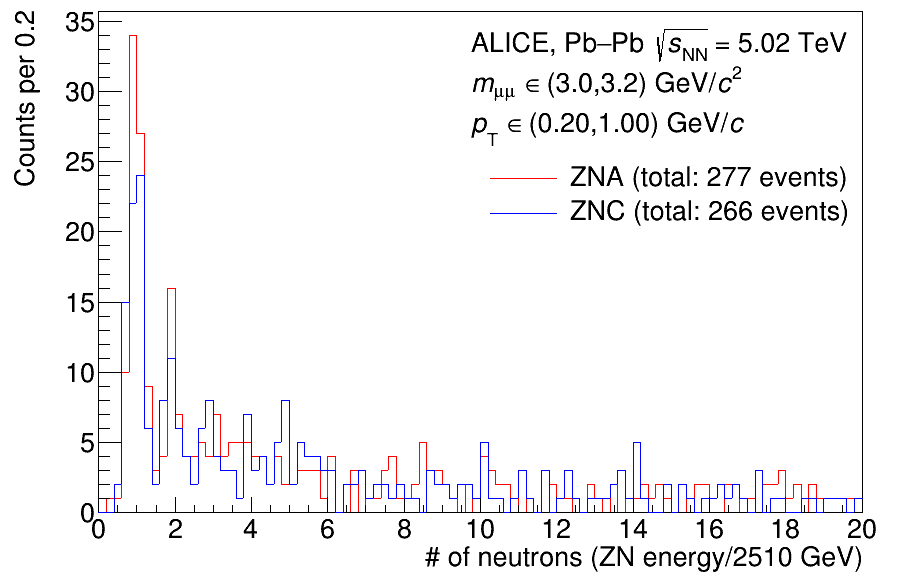 Counts per 0.2
35
30
25
20
15
10
5
0
ALICE, Pb–Pb √sNN = 5.02 TeV
mμμ ∈ (3.0,3.2) GeV/c²
pT ∈ (0.20,1.00) GeV/c
ZNA (total: 277 events)
ZNC (total: 266 events)
0 2 4 6 8 10 12 14 16 18 20
# of neutrons (ZN energy/2510 GeV)